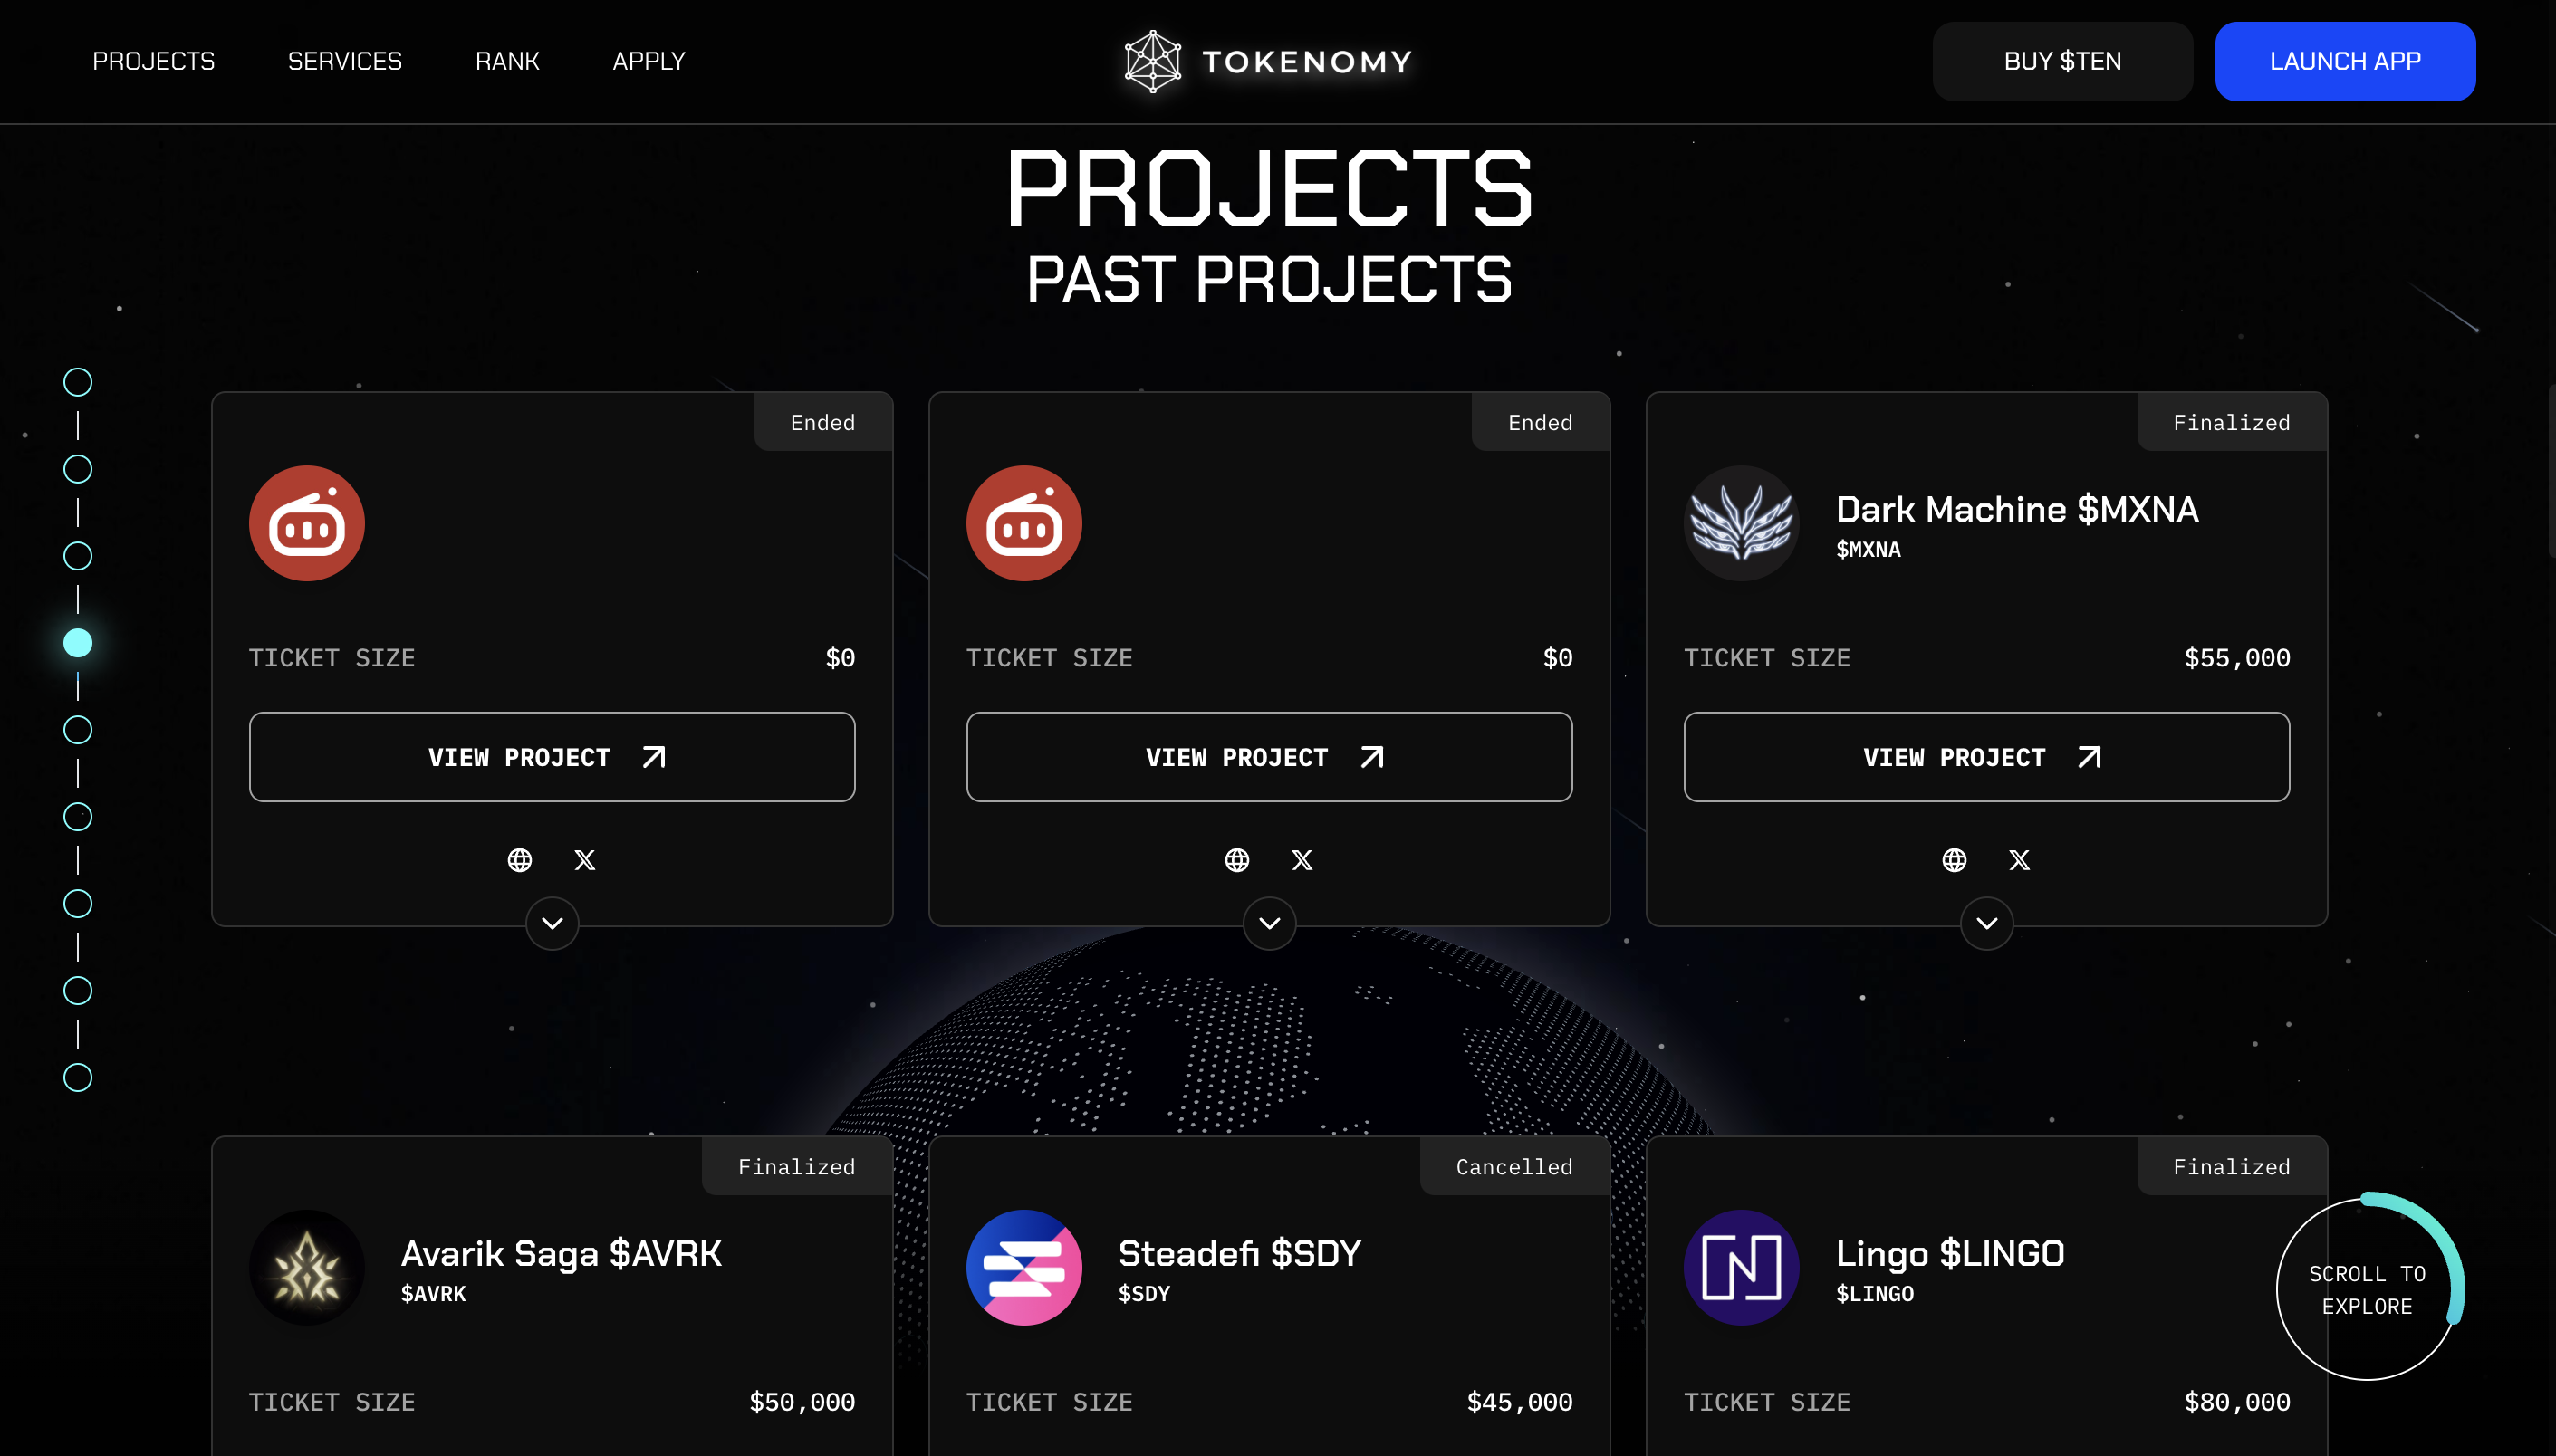 PROJECTS
SERVICES
RANK
APPLY
TOKENOMY
BUY $TEN
LAUNCH APP
PROJECTS
PAST PROJECTS
Ended
TICKET SIZE
$0
VIEW PROJECT
Ended
TICKET SIZE
$0
VIEW PROJECT
Finalized
Dark Machine $MXNA
$MXNA
TICKET SIZE
$55,000
VIEW PROJECT
Finalized
Avarik Saga $AVRK
$AVRK
TICKET SIZE
$50,000
Cancelled
Steadefi $SDY
$SDY
TICKET SIZE
$45,000
Finalized
Lingo $LINGO
$LINGO
TICKET SIZE
$80,000
SCROLL TO
EXPLORE